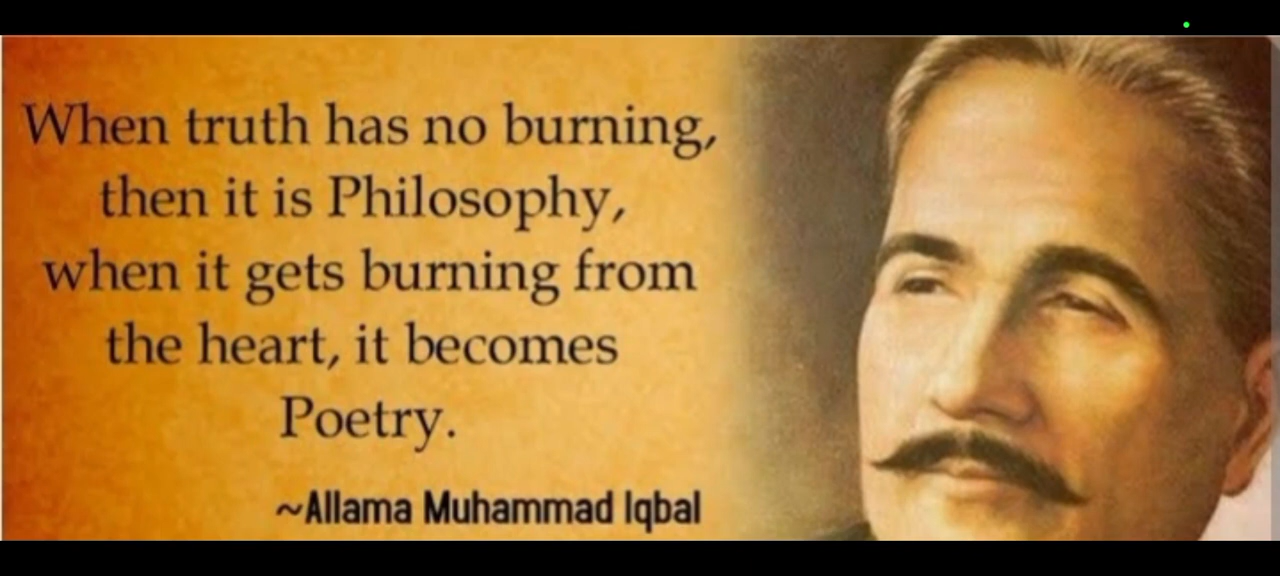 When truth has no burning,
then it is Philosophy,
when it gets burning from
the heart, it becomes
Poetry.
~Allama Muhammad Iqbal